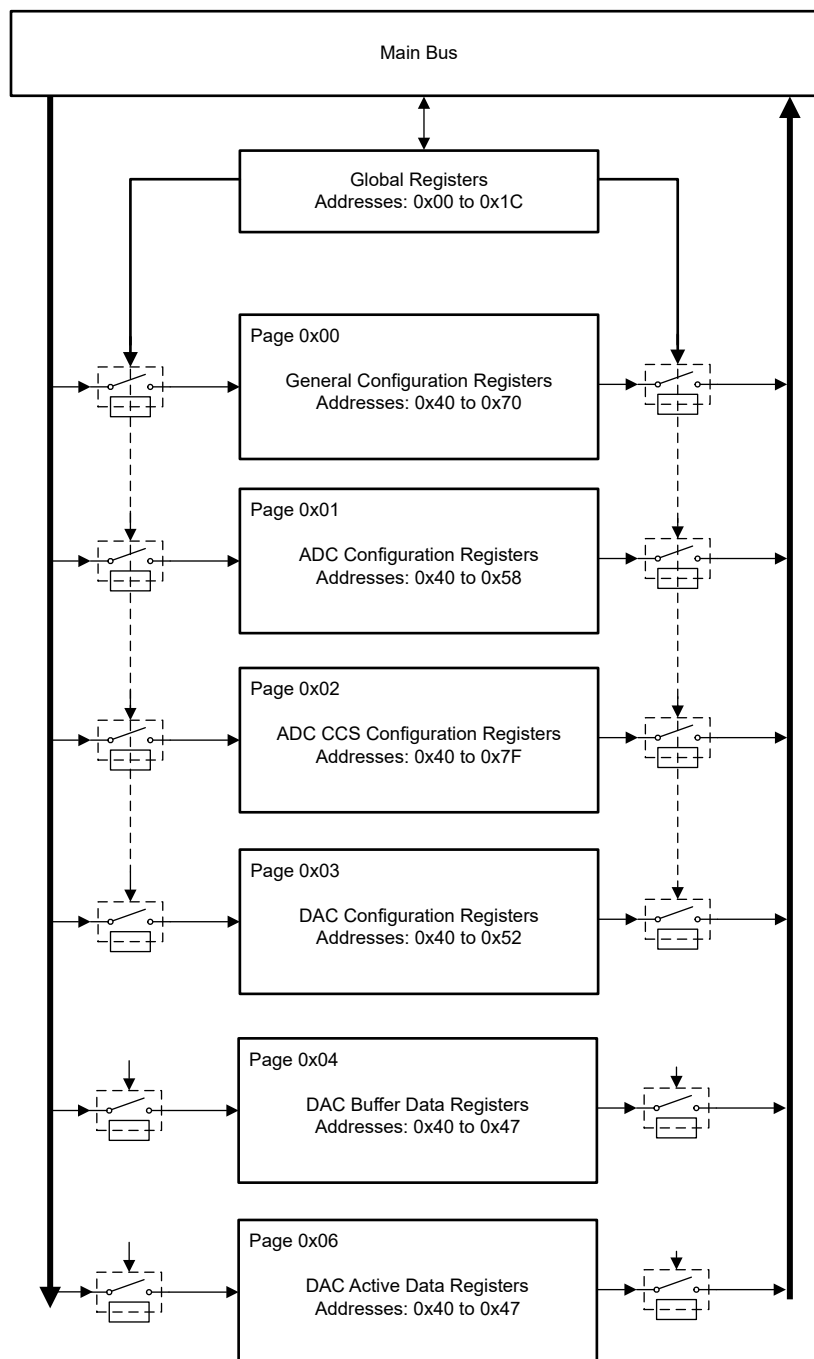 Main Bus
Global Registers
Addresses: 0x00 to 0x1C
Page 0x00
General Configuration Registers
Addresses: 0x40 to 0x70
Page 0x01
ADC Configuration Registers
Addresses: 0x40 to 0x58
Page 0x02
ADC CCS Configuration Registers
Addresses: 0x40 to 0x7F
Page 0x03
DAC Configuration Registers
Addresses: 0x40 to 0x52
Page 0x04
DAC Buffer Data Registers
Addresses: 0x40 to 0x47
Page 0x06
DAC Active Data Registers
Addresses: 0x40 to 0x47